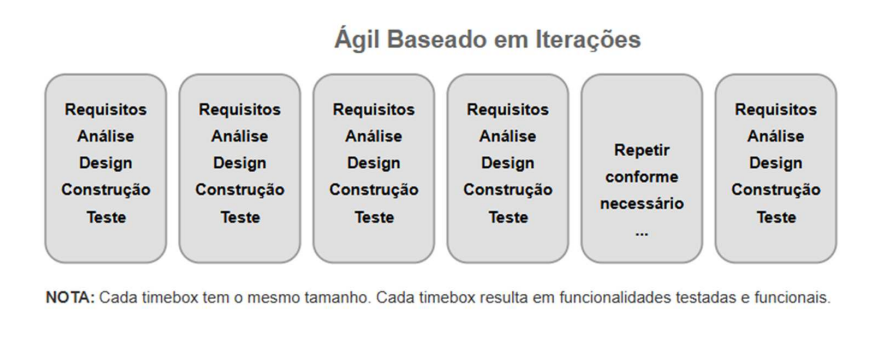 Ágil Baseado em Iterações
Requisitos
Análise
Design
Construção
Teste
Requisitos
Análise
Design
Construção
Teste
Requisitos
Análise
Design
Construção
Teste
Requisitos
Análise
Design
Construção
Teste
Repetir
conforme
necessário
...
Requisitos
Análise
Design
Construção
Teste
NOTA: Cada timebox tem o mesmo tamanho. Cada timebox resulta em funcionalidades testadas e funcionais.